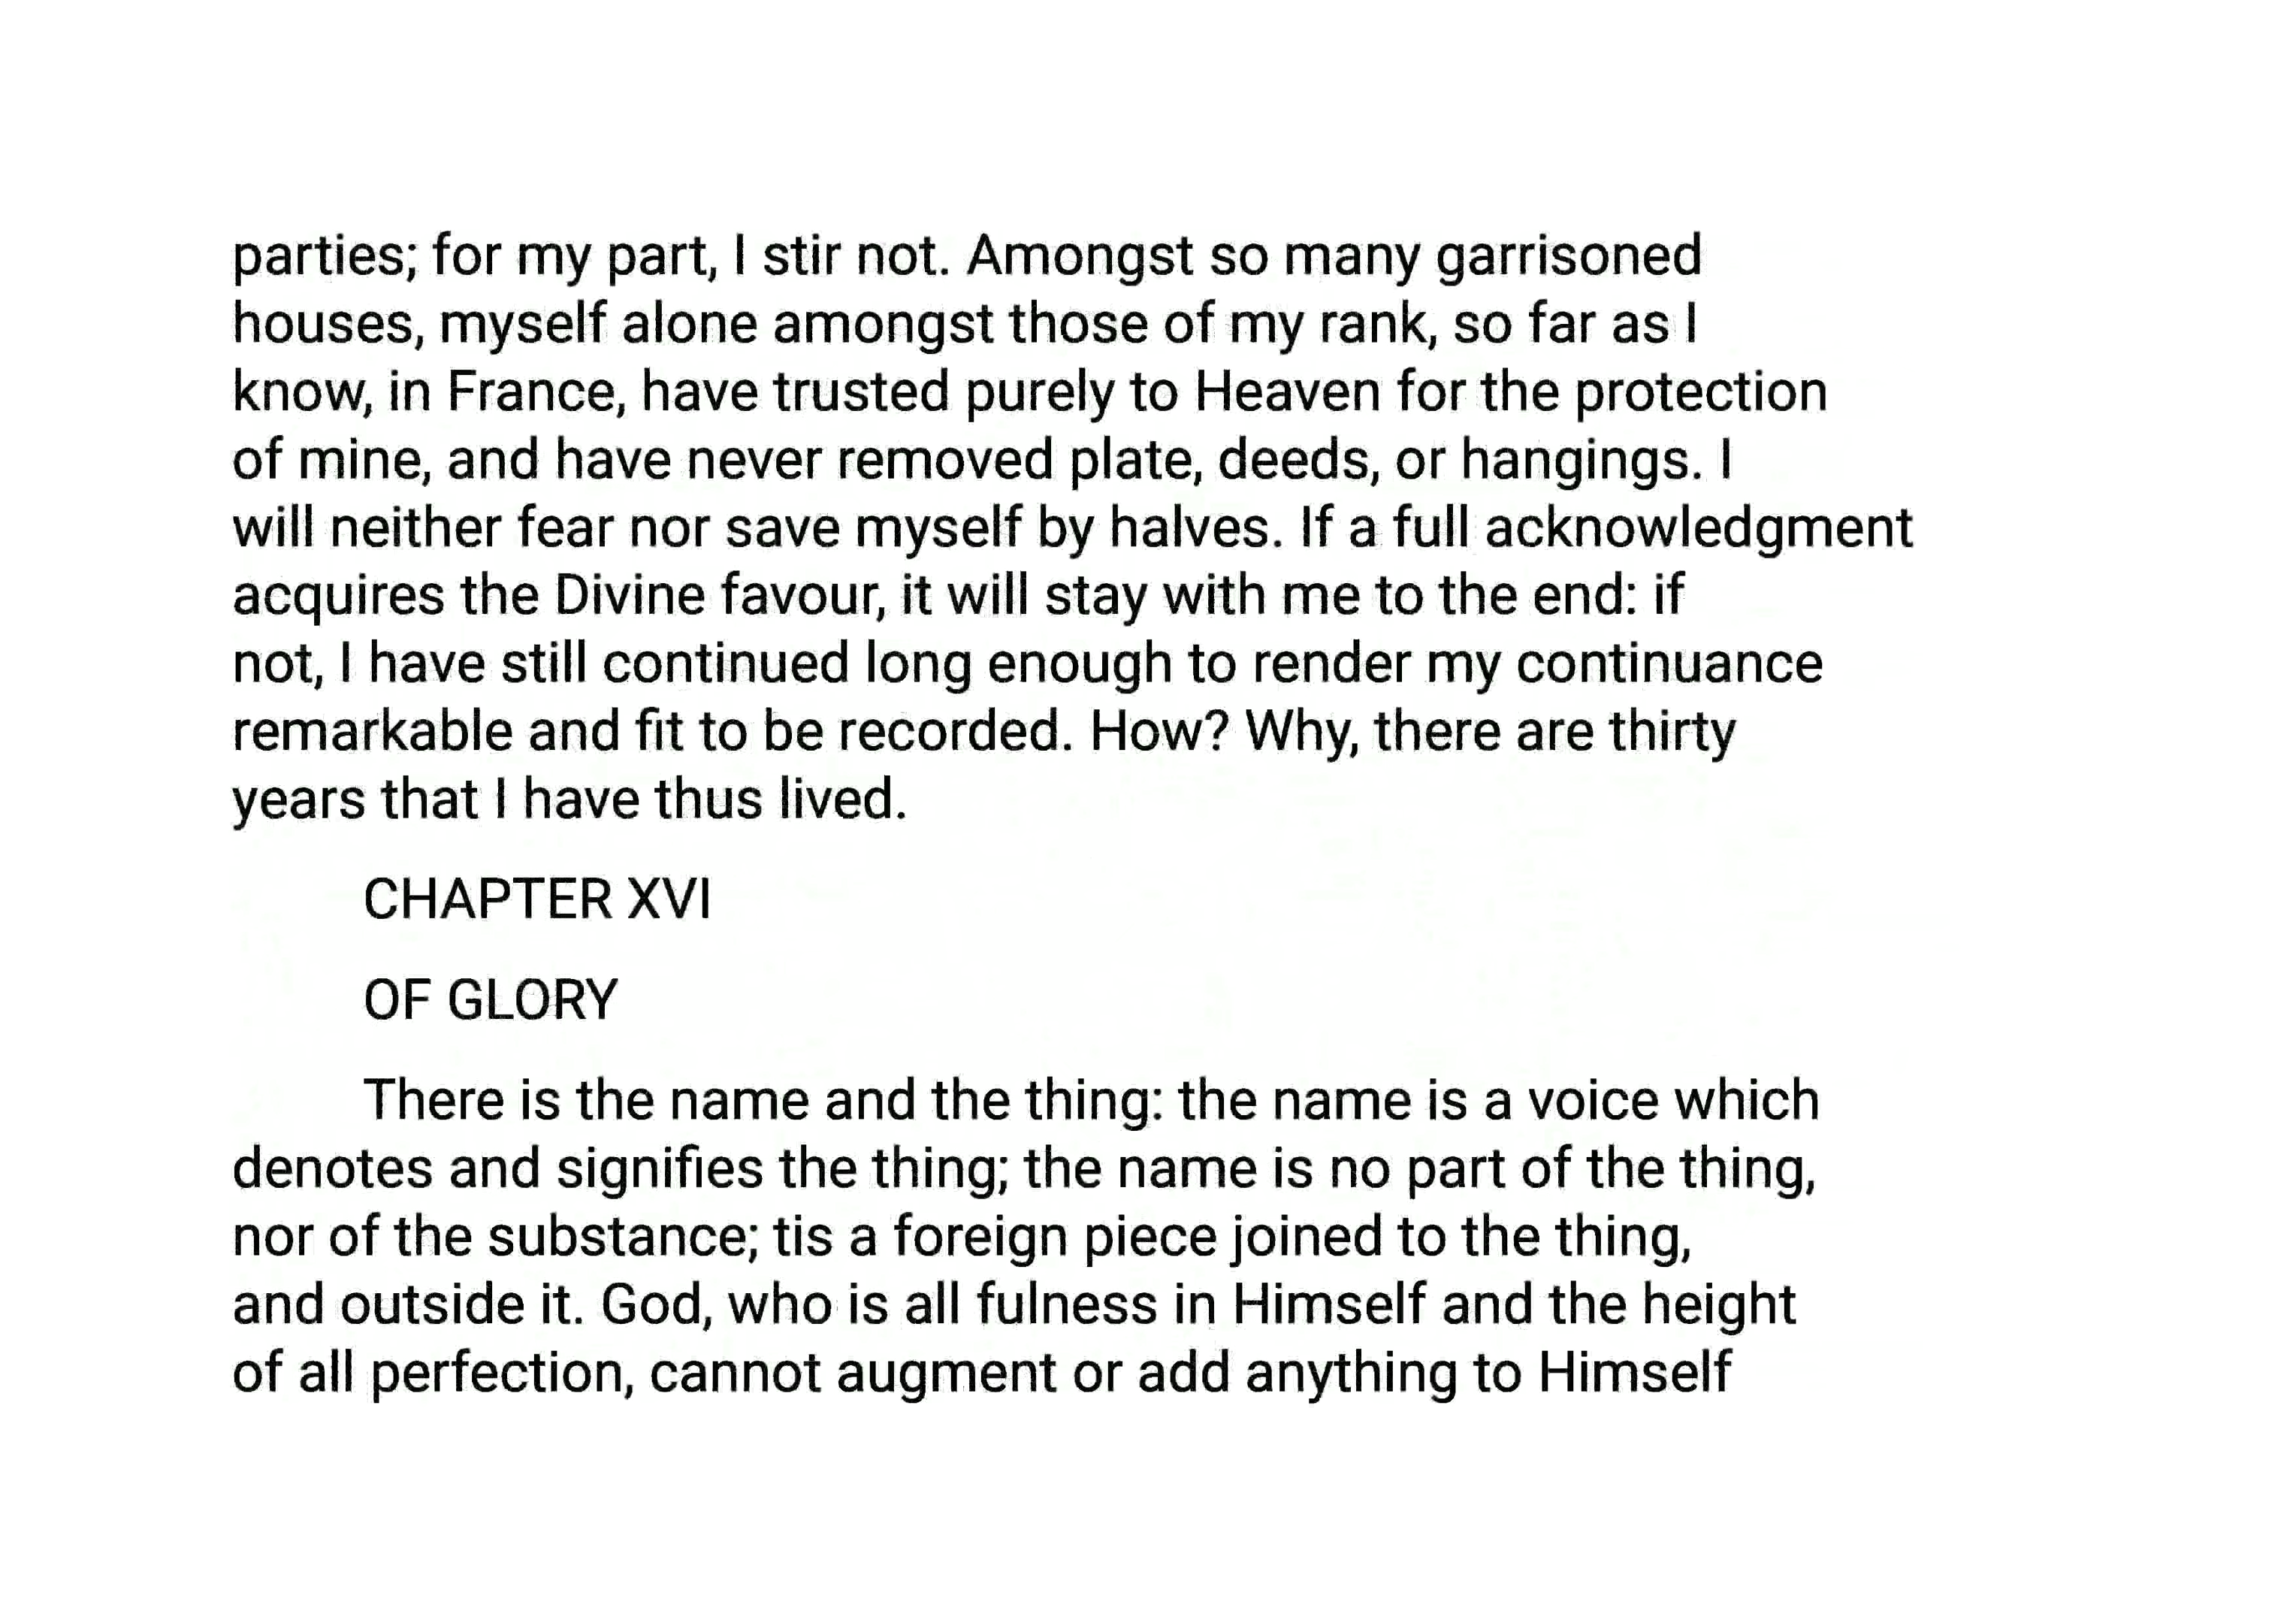 parties; for my part, I stir not. Amongst so many garrisoned
houses, myself alone amongst those of my rank, so far as I
know, in France, have trusted purely to Heaven for the protection
of mine, and have never removed plate, deeds, or hangings. I
will neither fear nor save myself by halves. If a full acknowledgment
acquires the Divine favour, it will stay with me to the end: if
not, I have still continued long enough to render my continuance
remarkable and fit to be recorded. How? Why, there are thirty
years that I have thus lived.
CHAPTER XVI
OF GLORY
There is the name and the thing: the name is a voice which
denotes and signifies the thing; the name is no part of the thing,
nor of the substance; tis a foreign piece joined to the thing,
and outside it. God, who is all fulness in Himself and the height
of all perfection, cannot augment or add anything to Himself